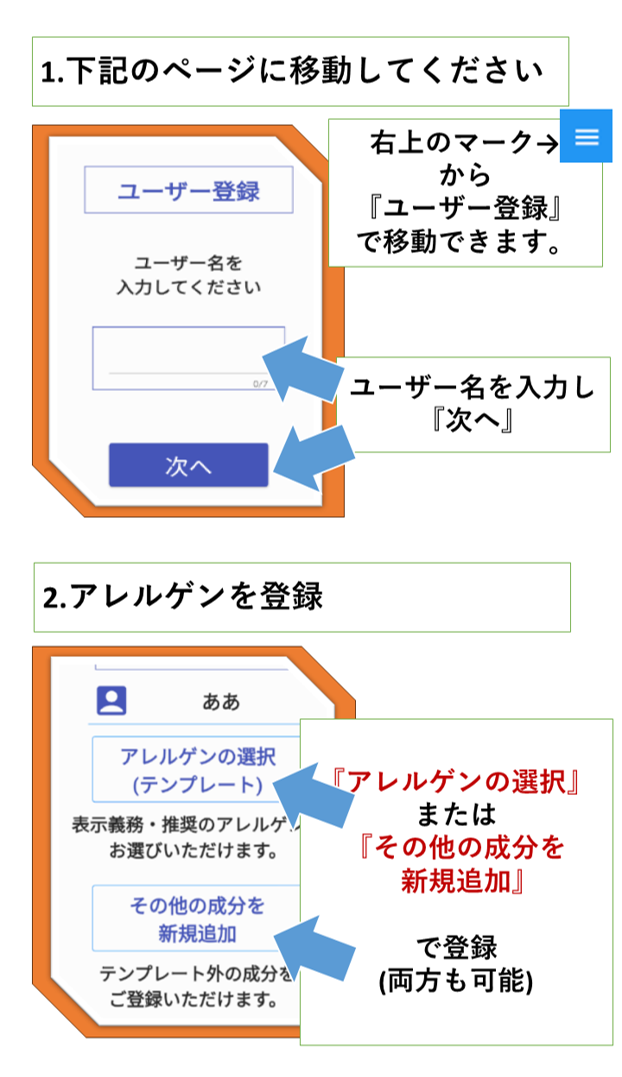 1.下記のページに移動してください
右上のマーク→
から
『ユーザー登録』
で移動できます。
ユーザー登録
ユーザー名を
入力してください
0/7
ユーザー名を入力し
『次へ』
次へ
2.アレルゲンを登録
ああ
アレルゲンの選択
(テンプレート)
表示義務・推奨のアレルゲ
お選びいただけます。
『アレルゲンの選択』
または
『その他の成分を
新規追加』
で登録
(両方も可能)
その他の成分を
新規追加
テンプレート外の成分を
ご登録いただけます。